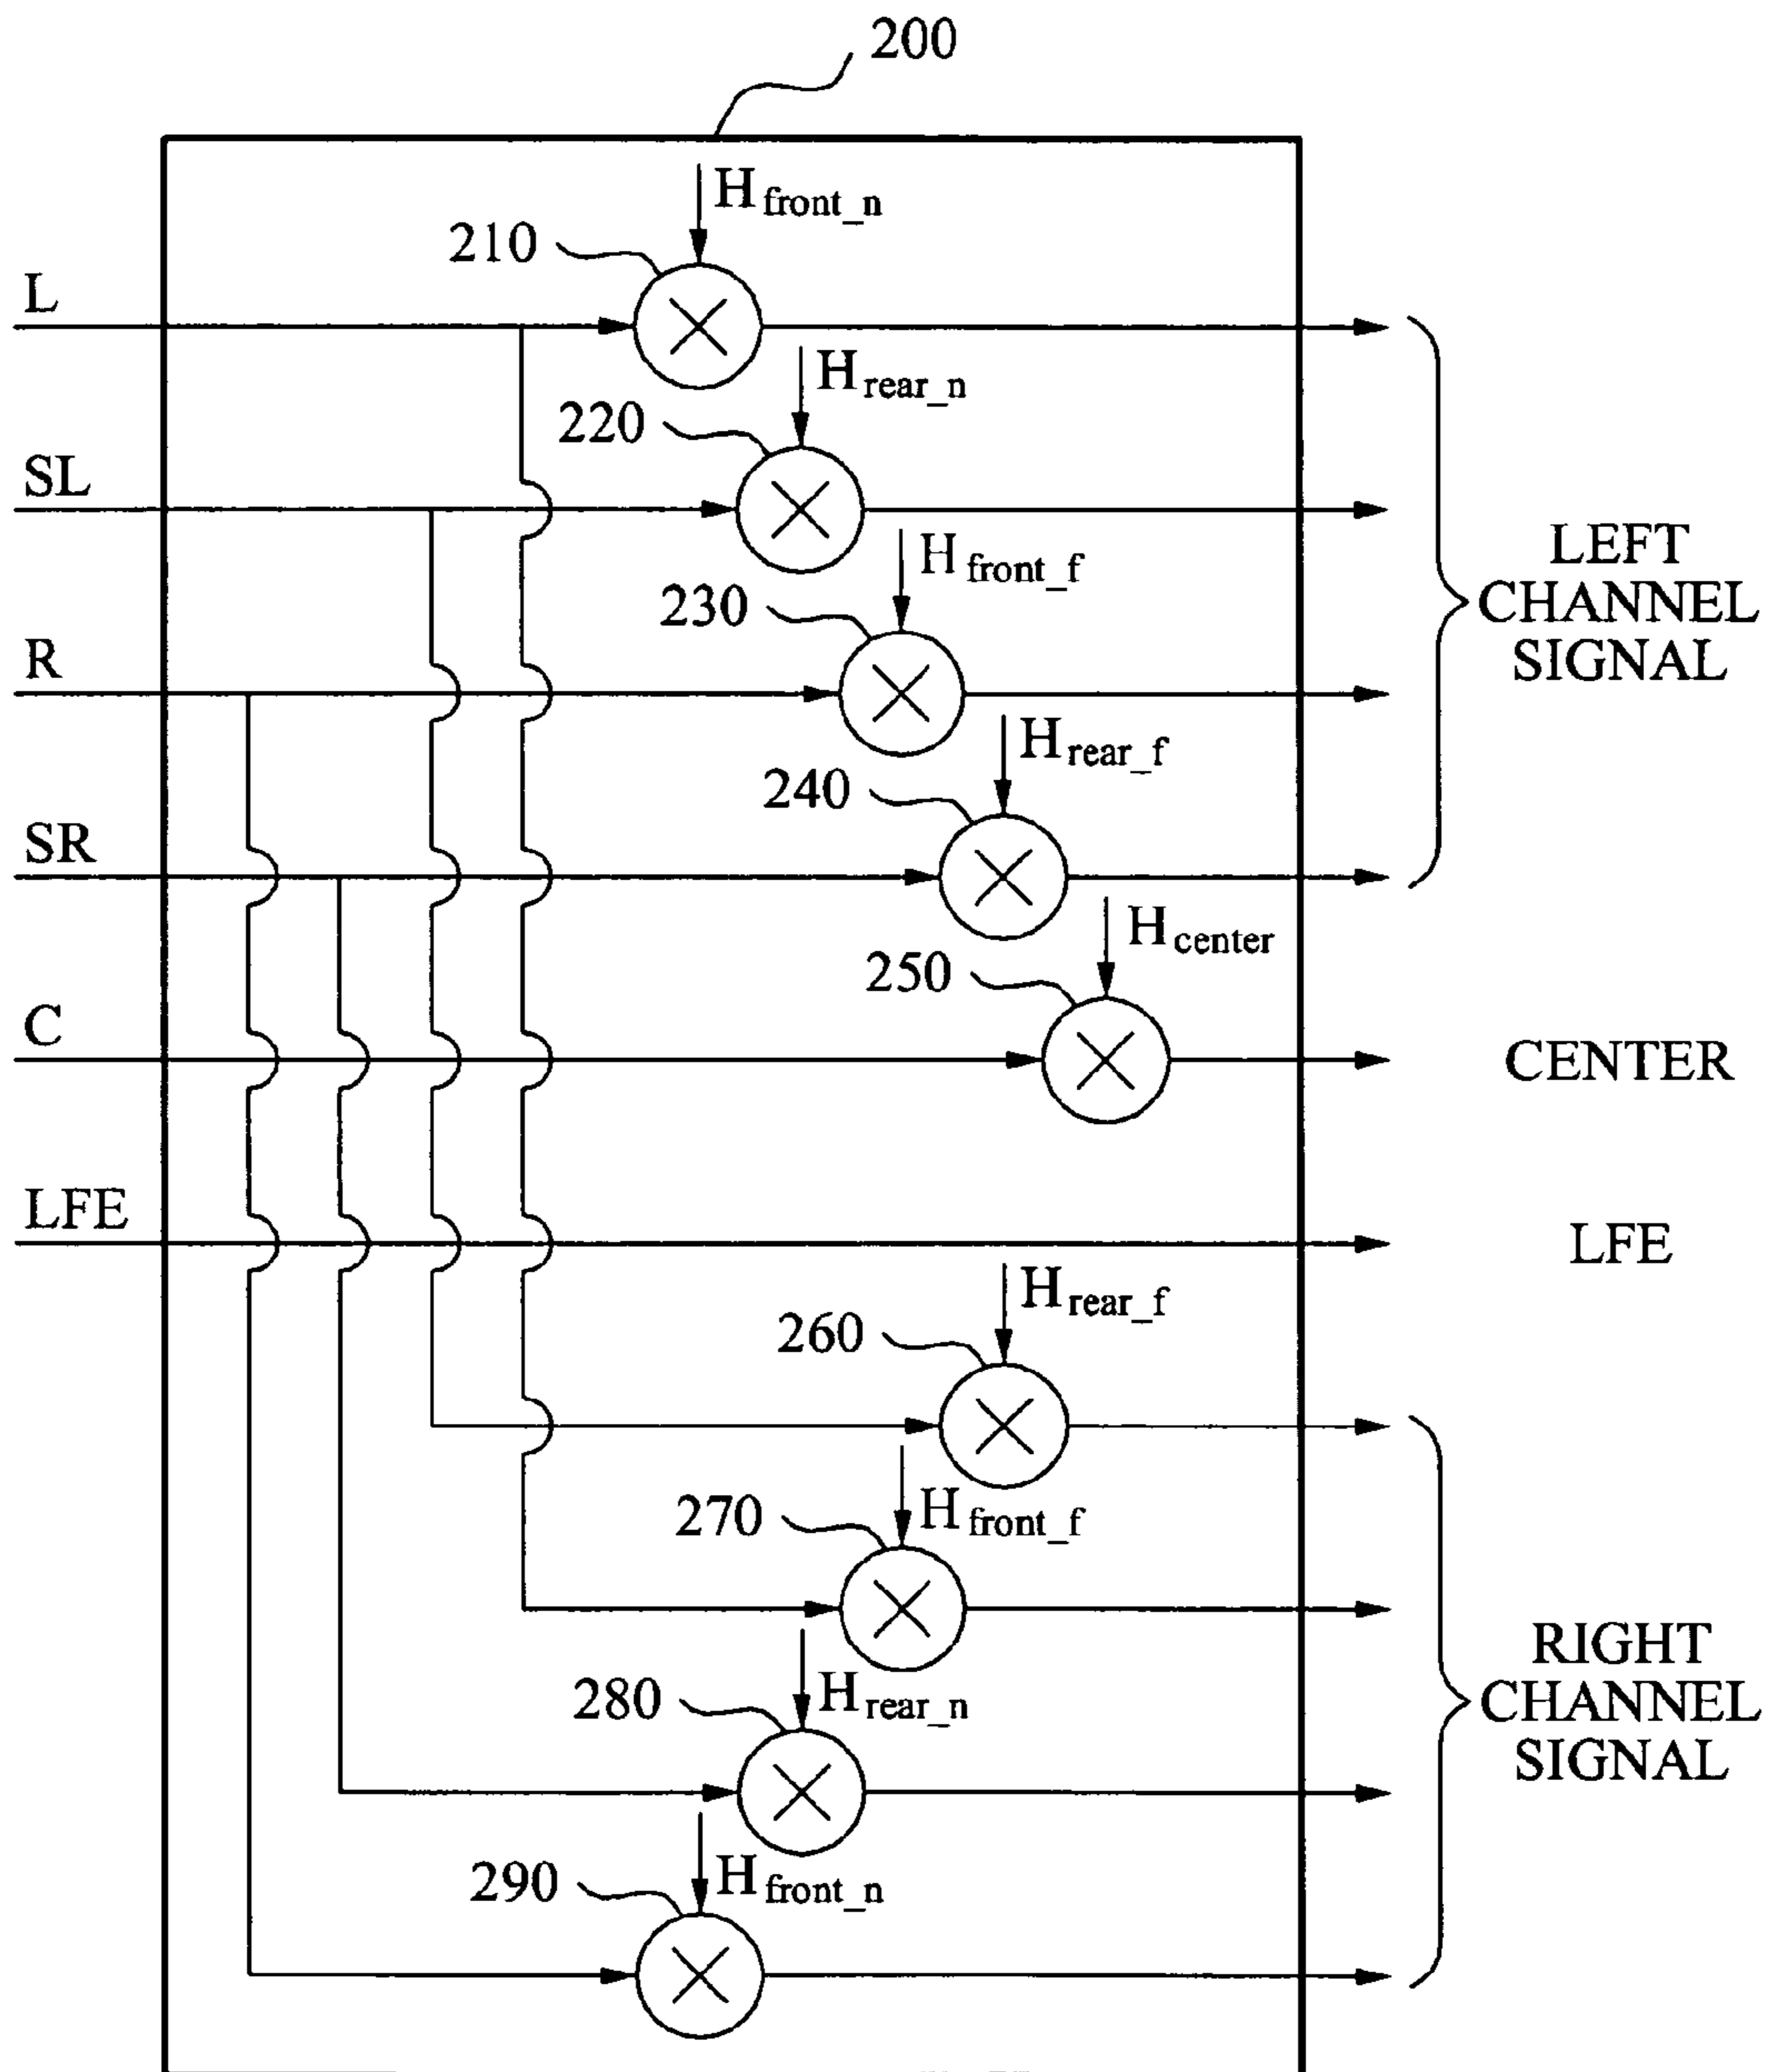 200
H front_n
210
L
H rear_n
220
SL
H front_f
230
LEFT
CHANNEL
SIGNAL
R
H rear_f
240
SR
H center
250
C
CENTER
LFE
LFE
H rear_f
260
H front_f
270
RIGHT
CHANNEL
SIGNAL
H rear_n
280
H front_n
290